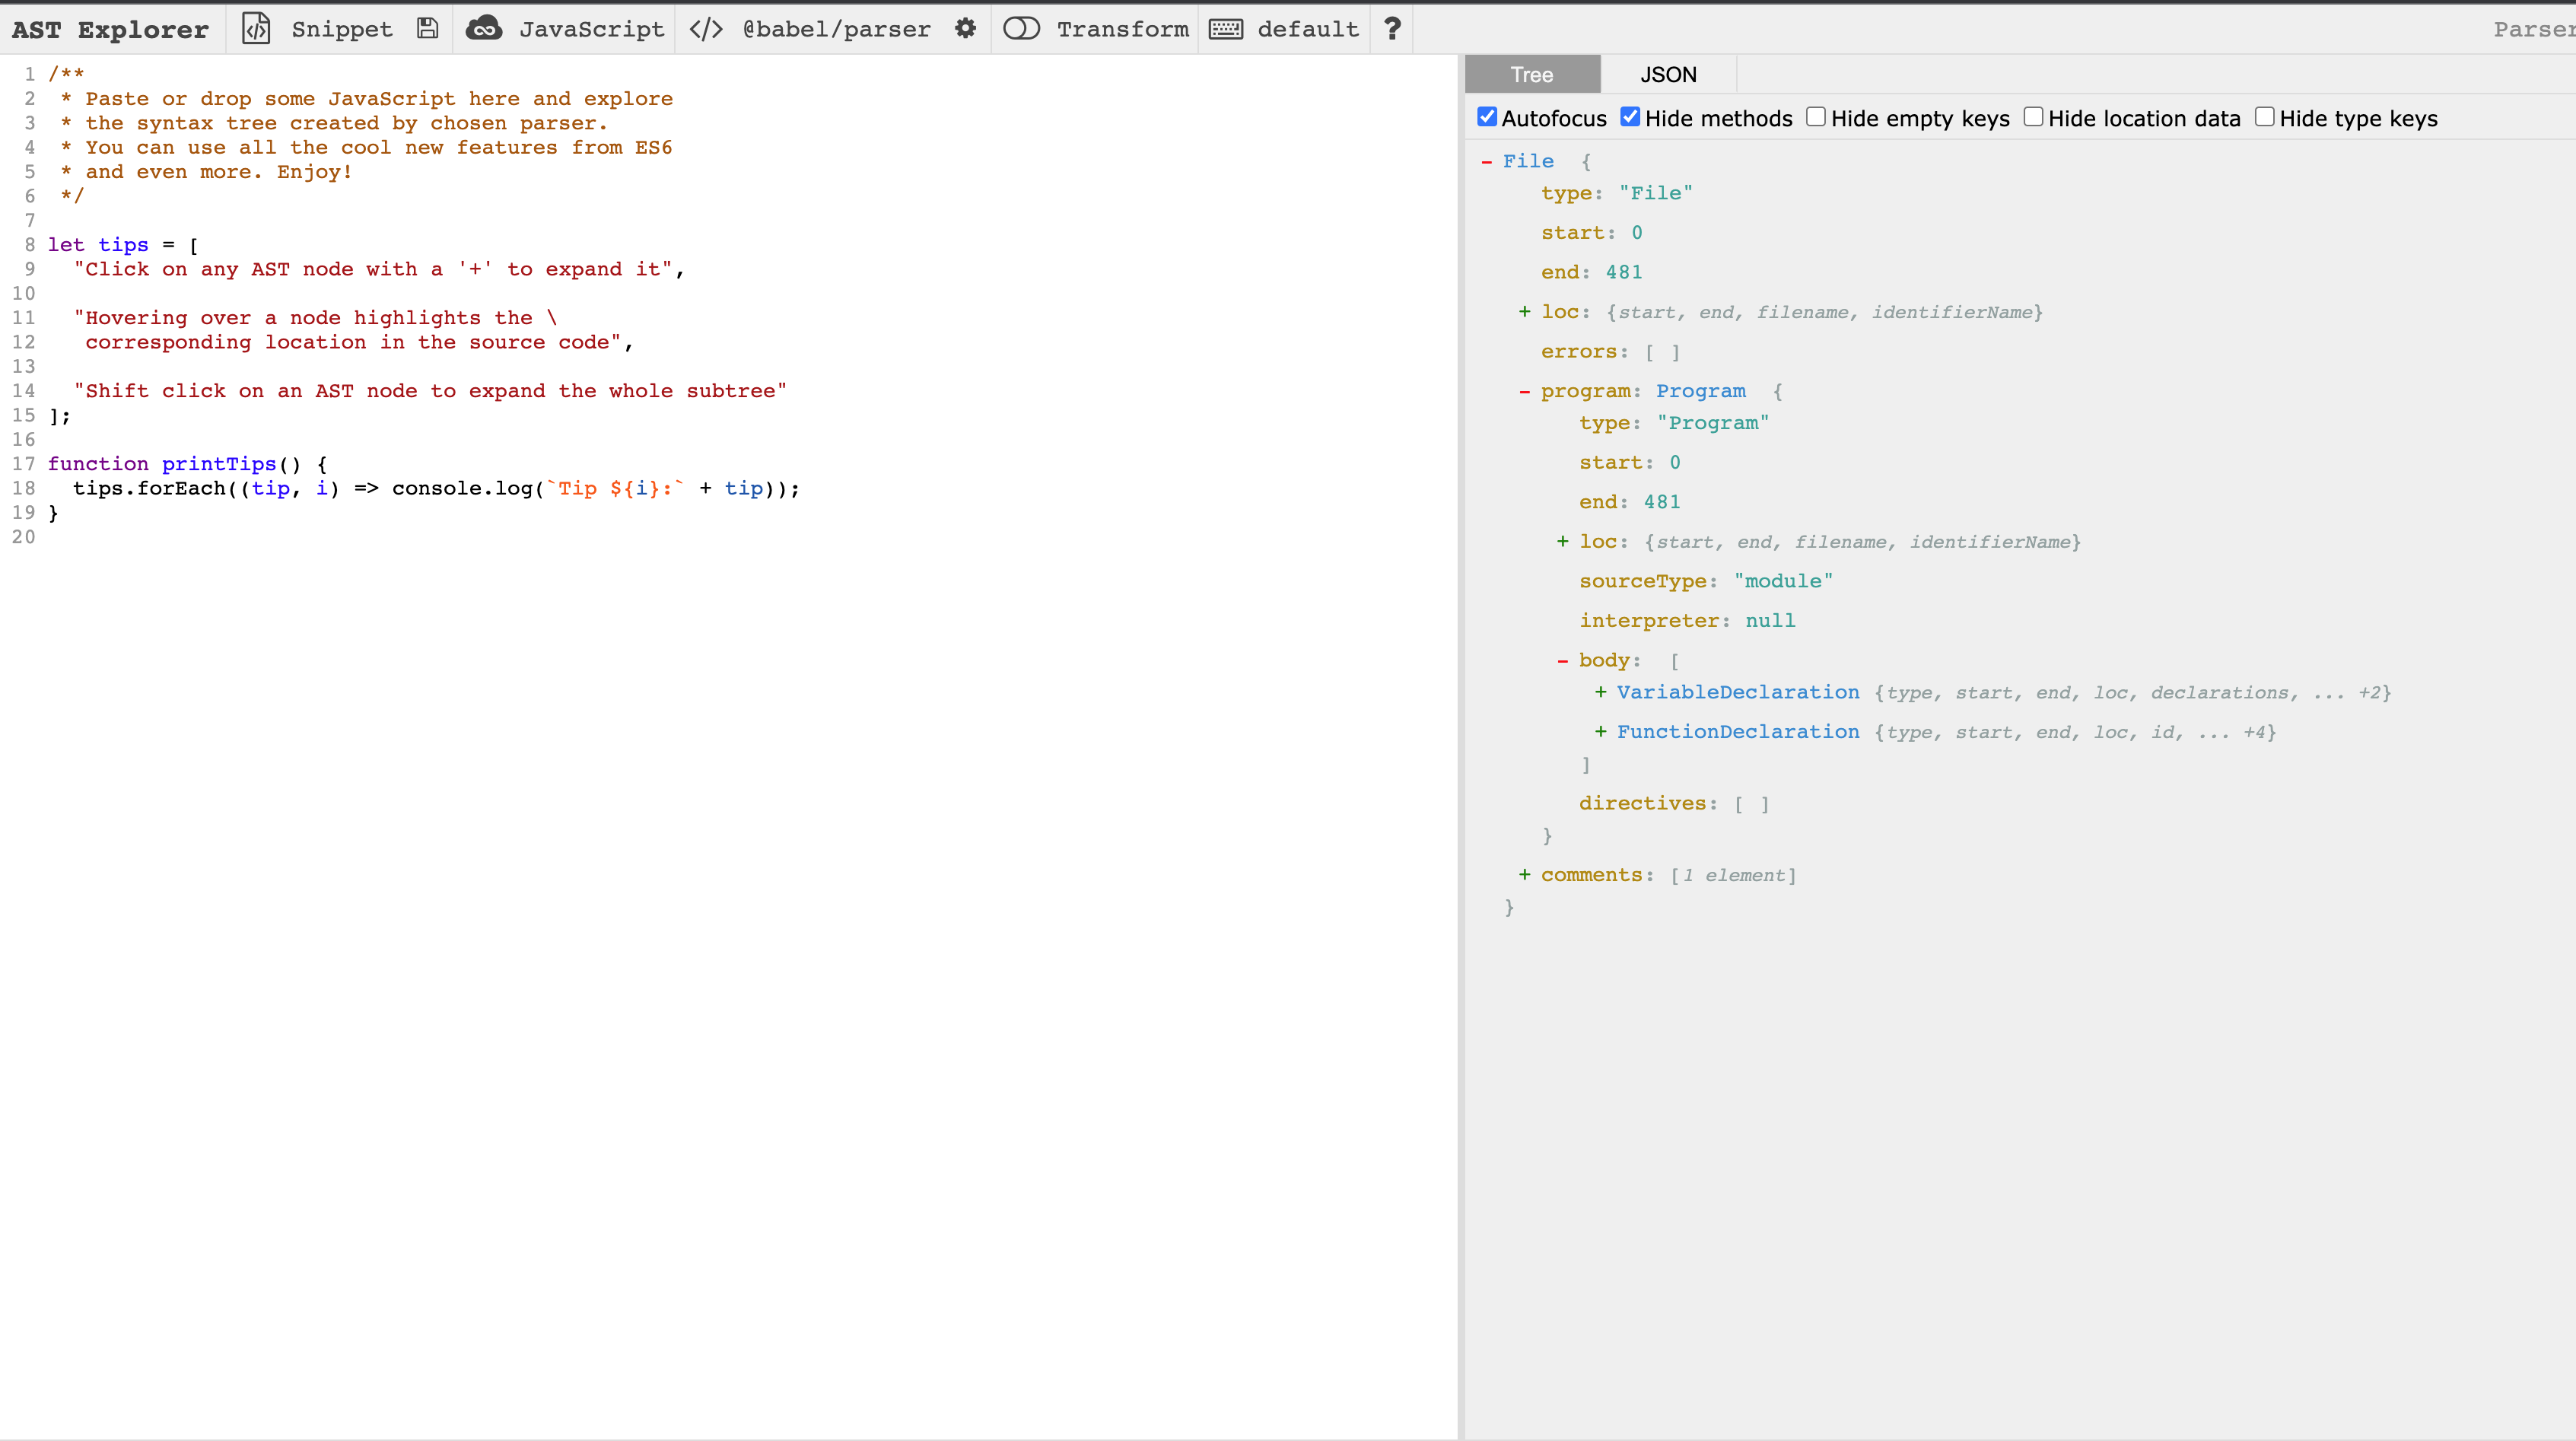 AST Explorer Snippet JavaScript </> @babel/parser Transform default ? Parser
1 /**
2  * Paste or drop some JavaScript here and explore
3  * the syntax tree created by chosen parser.
4  * You can use all the cool new features from ES6
5  * and even more. Enjoy!
6  */
7
8 let tips = [
9   "Click on any AST node with a '+' to expand it",
10
11   "Hovering over a node highlights the \
12    corresponding location in the source code",
13
14   "Shift click on an AST node to expand the whole subtree"
15 ];
16
17 function printTips() {
18   tips.forEach((tip, i) => console.log(`Tip ${i}:` + tip));
19 }
20
Tree JSON
Autofocus Hide methods Hide empty keys Hide location data Hide type keys
- File {
type: "File"
start: 0
end: 481
+ loc: {start, end, filename, identifierName}
errors: [ ]
- program: Program {
type: "Program"
start: 0
end: 481
+ loc: {start, end, filename, identifierName}
sourceType: "module"
interpreter: null
- body: [
+ VariableDeclaration {type, start, end, loc, declarations, ... +2}
+ FunctionDeclaration {type, start, end, loc, id, ... +4}
]
directives: [ ]
}
+ comments: [1 element]
}